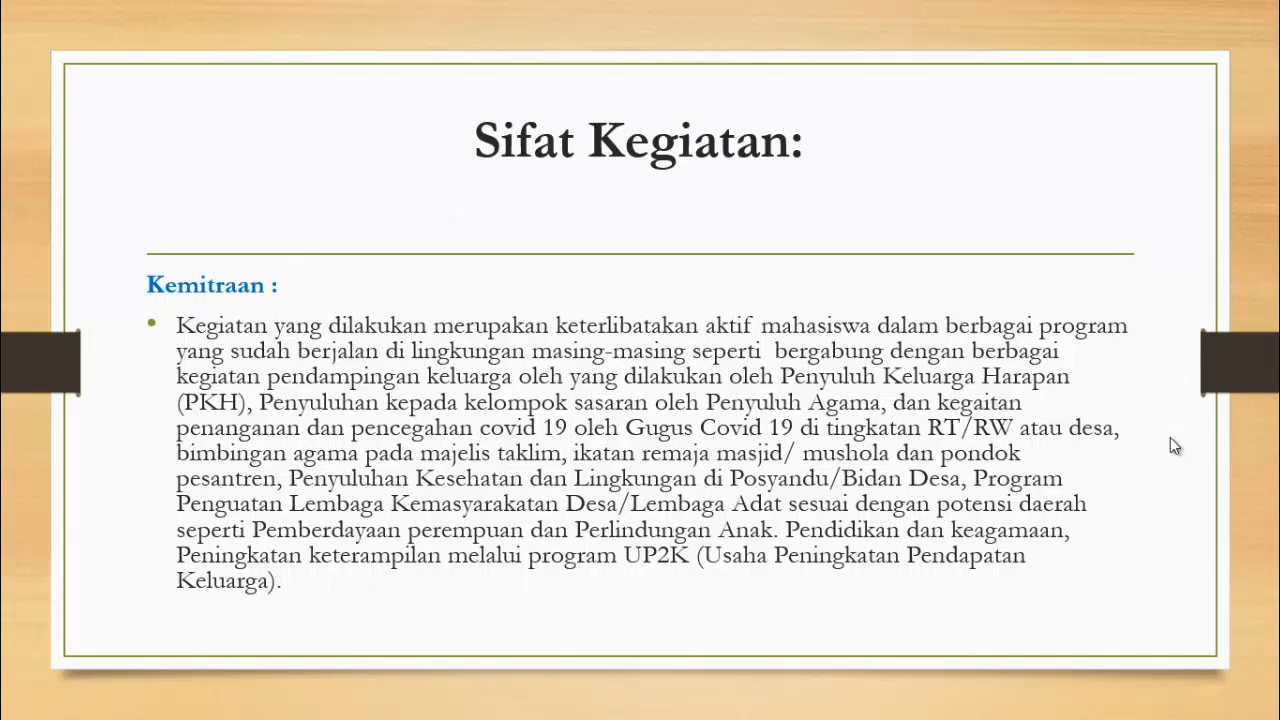 Sifat Kegiatan:
Kemitraan :
• Kegiatan yang dilakukan merupakan keterlibatakan aktif mahasiswa dalam berbagai program
yang sudah berjalan di lingkungan masing-masing seperti bergabung dengan berbagai
kegiatan pendampingan keluarga oleh yang dilakukan oleh Penyuluh Keluarga Harapan
(PKH), Penyuluhan kepada kelompok sasaran oleh Penyuluh Agama, dan kegaitan
penanganan dan pencegahan covid 19 oleh Gugus Covid 19 di tingkatan RT/RW atau desa,
bimbingan agama pada majelis taklim, ikatan remaja masjid/ mushola dan pondok
pesantren, Penyuluhan Kesehatan dan Lingkungan di Posyandu/Bidan Desa, Program
Penguatan Lembaga Kemasyarakatan Desa/Lembaga Adat sesuai dengan potensi daerah
seperti Pemberdayaan perempuan dan Perlindungan Anak. Pendidikan dan keagamaan,
Peningkatan keterampilan melalui program UP2K (Usaha Peningkatan Pendapatan
Keluarga).